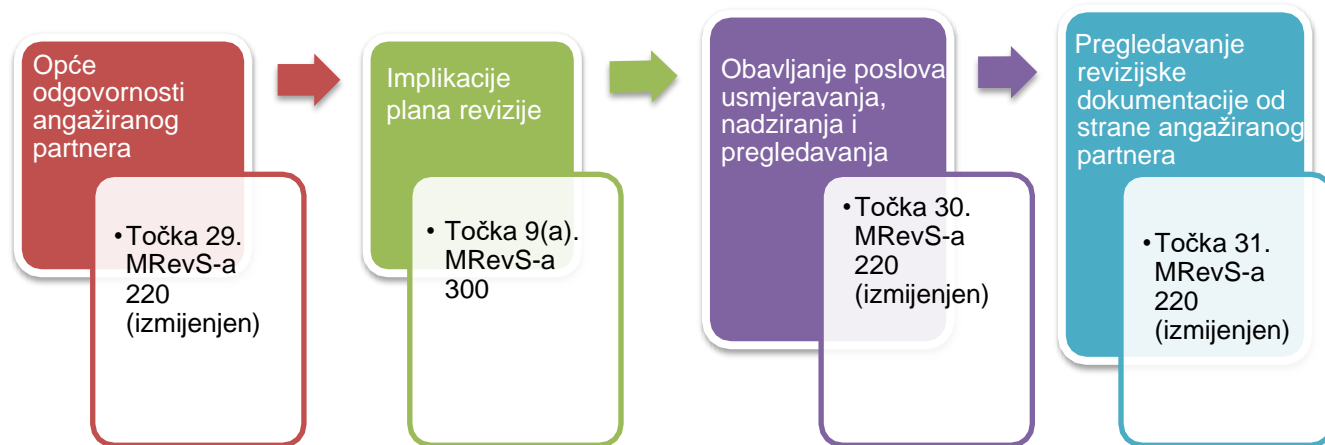 Opće
odgovornosti
angažiranog
partnera
•Točka 29.
MRevS-a
220
(izmijenjen)
Implikacije
plana revizije
• Točka 9(a).
MRevS-a
300
Obavljanje poslova
usmjeravanja,
nadziranja i
pregledavanja
•Točka 30.
MRevS-a
220
(izmijenjen)
Pregledavanje
revizijske
dokumentacije od
strane angažiranog
partnera
•Točka 31.
MRevS-a
220
(izmijenjen)